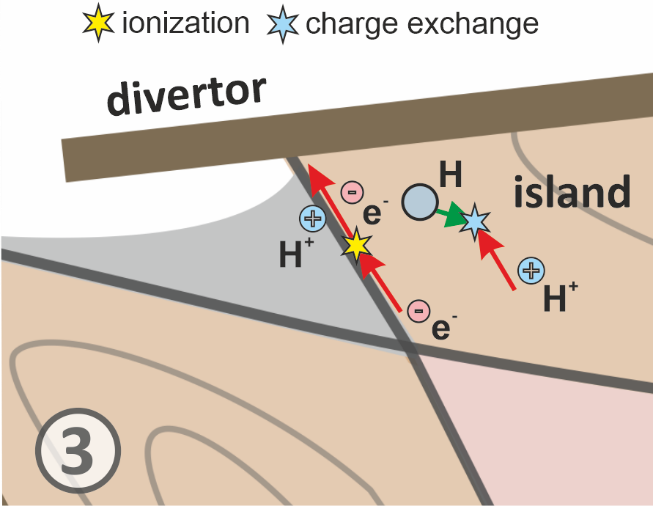 ionization charge exchange
divertor
H
island
- e-
+ H+
+ H+
- e-
3